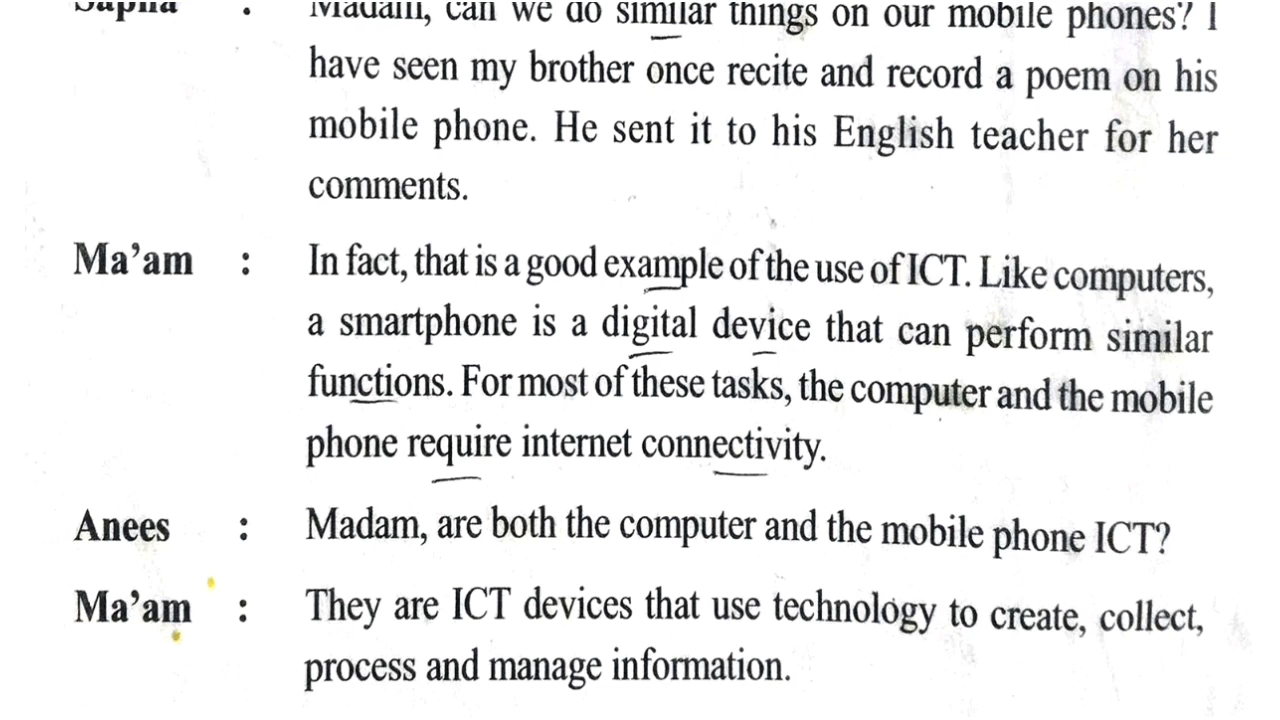 Sapna : Madam, can we do similar things on our mobile phones? I
have seen my brother once recite and record a poem on his
mobile phone. He sent it to his English teacher for her
comments.
Ma'am : In fact, that is a good example of the use of ICT. Like computers,
a smartphone is a digital device that can perform similar
functions. For most of these tasks, the computer and the mobile
phone require internet connectivity.
Anees : Madam, are both the computer and the mobile phone ICT?
Ma'am : They are ICT devices that use technology to create, collect,
process and manage information.